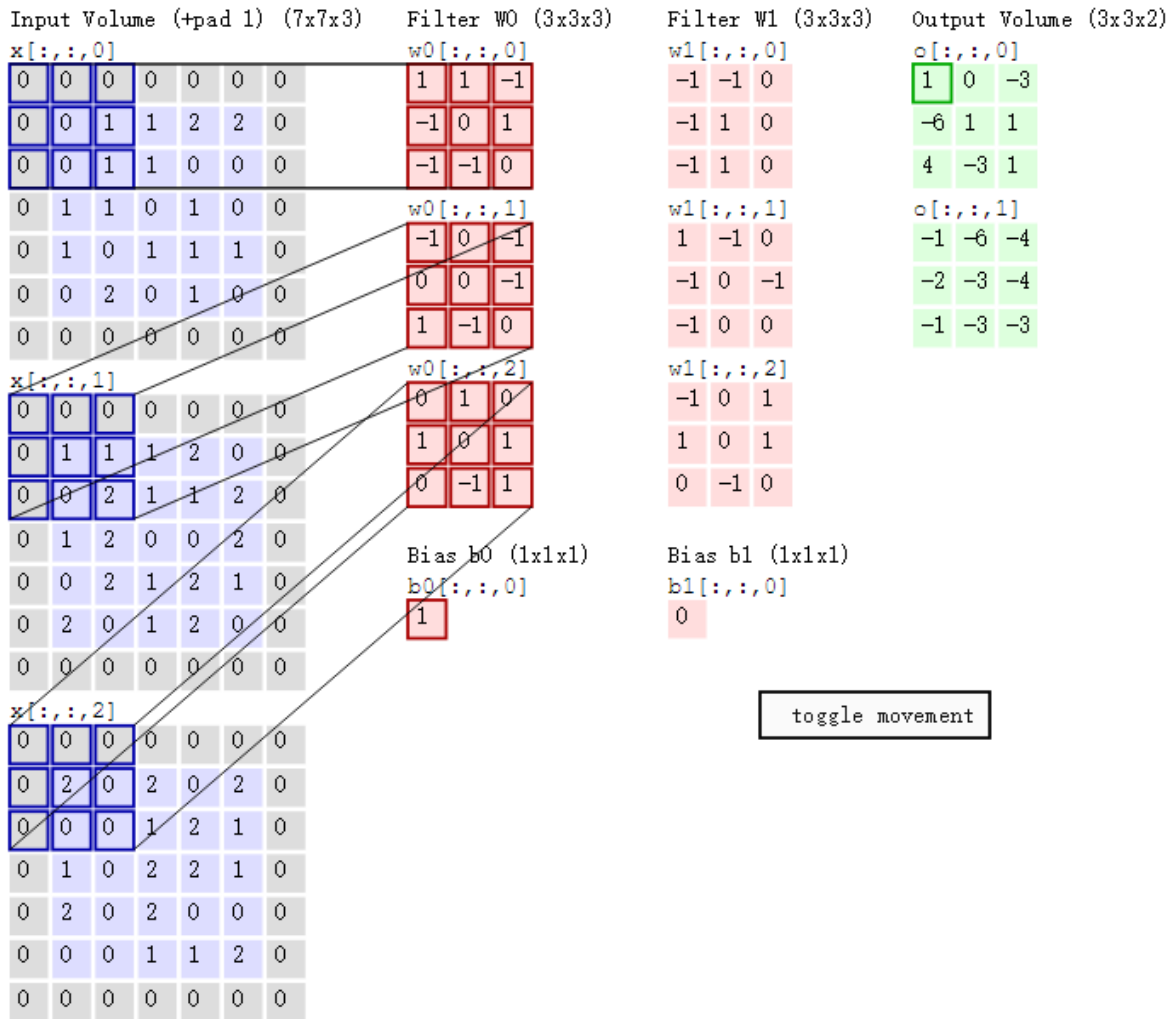 Input Volume (+pad 1) (7x7x3)
x[:,:,0]
0 0 0 0 0 0 0
0 0 1 1 2 2 0
0 0 1 1 0 0 0
0 1 1 0 1 0 0
0 1 0 1 1 1 0
0 0 2 0 1 0 0
0 0 0 0 0 0 0
x[:,:,1]
0 0 0 0 0 0 0
0 1 1 1 2 0 0
0 0 2 1 1 2 0
0 1 2 0 0 2 0
0 0 2 1 2 1 0
0 2 0 1 2 0 0
0 0 0 0 0 0 0
x[:,:,2]
0 0 0 0 0 0 0
0 2 0 2 0 2 0
0 0 0 1 2 1 0
0 1 0 2 2 1 0
0 2 0 2 0 0 0
0 0 0 1 1 2 0
0 0 0 0 0 0 0
Filter W0 (3x3x3)
w0[:,:,0]
1 1 -1
-1 0 1
-1 -1 0
w0[:,:,1]
-1 0 -1
0 0 -1
1 -1 0
w0[:,:,2]
0 1 0
1 0 1
0 -1 1
Bias b0 (1x1x1)
b0[:,:,0]
1
Filter W1 (3x3x3)
w1[:,:,0]
-1 -1 0
-1 1 0
-1 1 0
w1[:,:,1]
1 -1 0
-1 0 -1
-1 0 0
w1[:,:,2]
-1 0 1
1 0 1
0 -1 0
Bias b1 (1x1x1)
b1[:,:,0]
0
Output Volume (3x3x2)
o[:,:,0]
1 0 -3
-6 1 1
4 -3 1
o[:,:,1]
-1 -6 -4
-2 -3 -4
-1 -3 -3
toggle movement